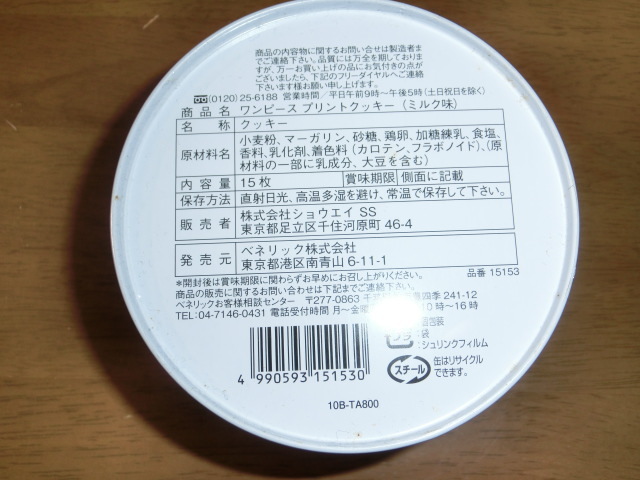 商品の内容物に関するお問い合せは製造者ま
でご連絡下さい。品質には万全を期しております
が、万一お買い上げの品にお気付きの点が
ございましたら、下記のフリーダイヤルへご連絡
下さいます様お願い申し上げます。
(0120)25-6188 営業時間/平日午前9時〜午後5時(土日祝日を除く)
商品名 ワンピース プリントクッキー(ミルク味)
名称 クッキー
原材料名 小麦粉、マーガリン、砂糖、鶏卵、加糖練乳、食塩、
香料、乳化剤、着色料(カロテン、フラボノイド)、(原
材料の一部に乳成分、大豆を含む)
内容量 15枚 賞味期限 側面に記載
保存方法 直射日光、高温多湿を避け、常温で保存して下さい。
販売者 株式会社ショウエイ SS
東京都足立区千住河原町 46-4
発売元 ベネリック株式会社
東京都港区南青山 6-11-1
*開封後は賞味期限に関わらずお早めにお召し上がりください。
品番 15153
商品の販売に関するお問い合わせは下記までご連絡ください。
ベネリックお客様相談センター 〒277-0863 千 四季 241-12
TEL:04-7146-0431 電話受付時間 月〜金曜 10時〜16時
プラ
個包装
袋
シュリンクフィルム
スチール
缶はリサイクル
できます。
4 990593 151530
10B-TA800